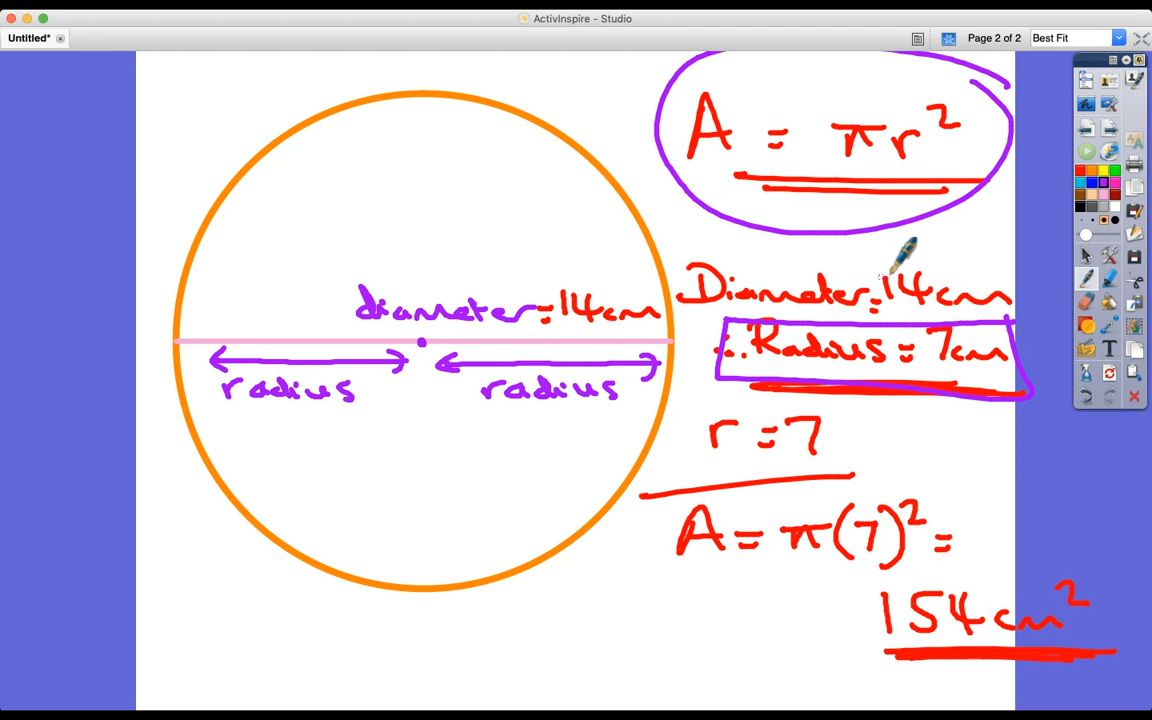 ActivInspire - Studio
Untitled*
Page 2 of 2
Best Fit
A = πr²
diameter=14cm
radius
radius
Diameter=14cm
∴Radius=7cm
r=7
A=π(7)²=
154cm²